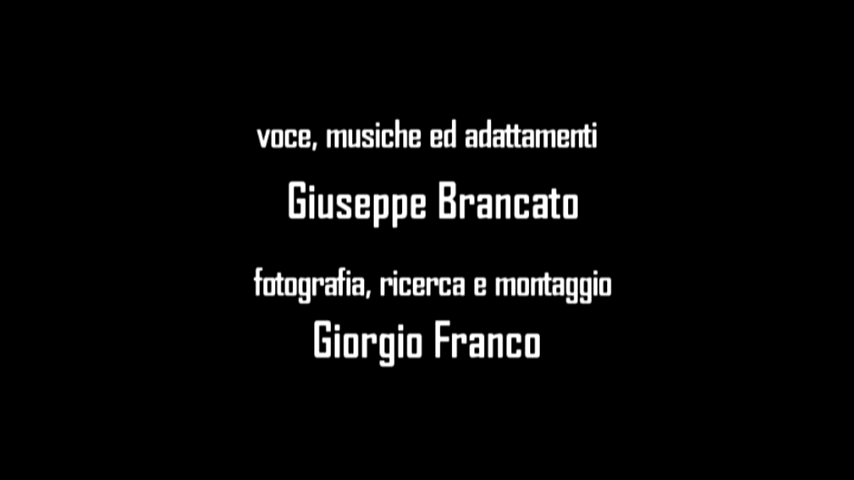 voce, musiche ed adattamenti
Giuseppe Brancato
fotografia, ricerca e montaggio
Giorgio Franco